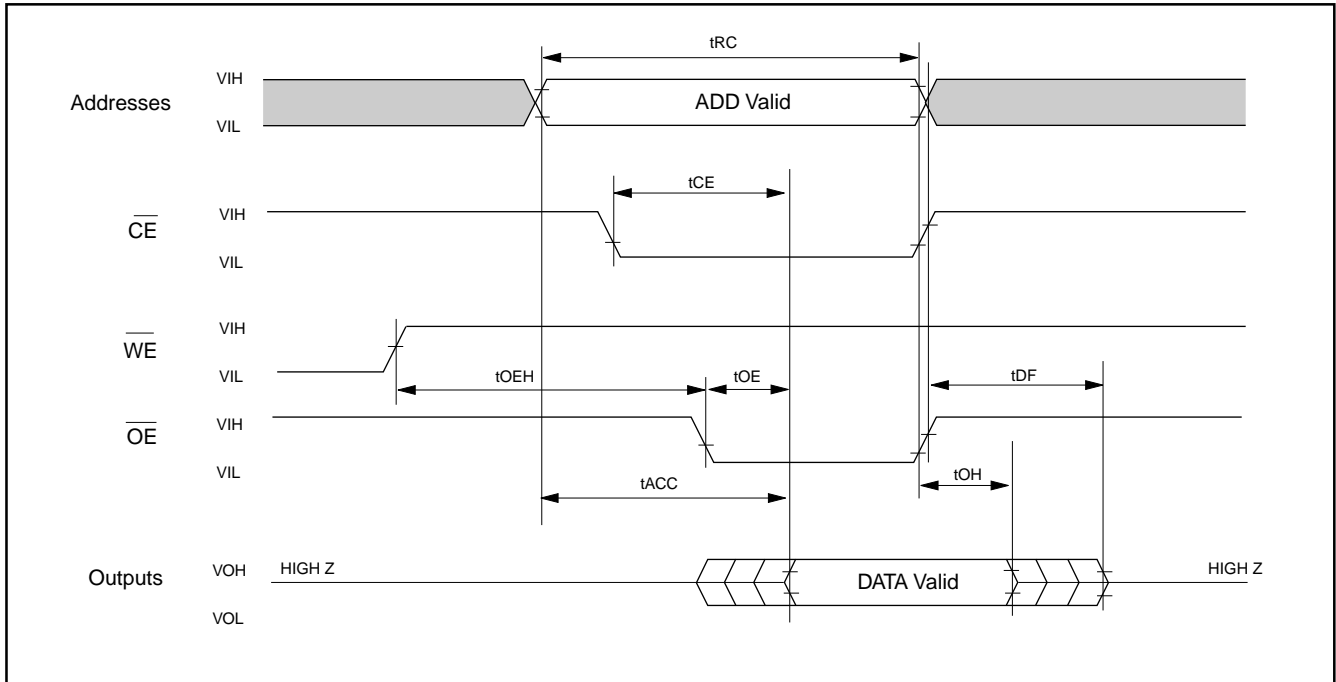 tRC
VIH
Addresses
ADD Valid
VIL
tCE
VIH
CE
VIL
VIH
WE
VIL
tOEH
tOE
tDF
VIH
OE
VIL
tACC
tOH
Outputs
VOH
HIGH Z
DATA Valid
HIGH Z
VOL